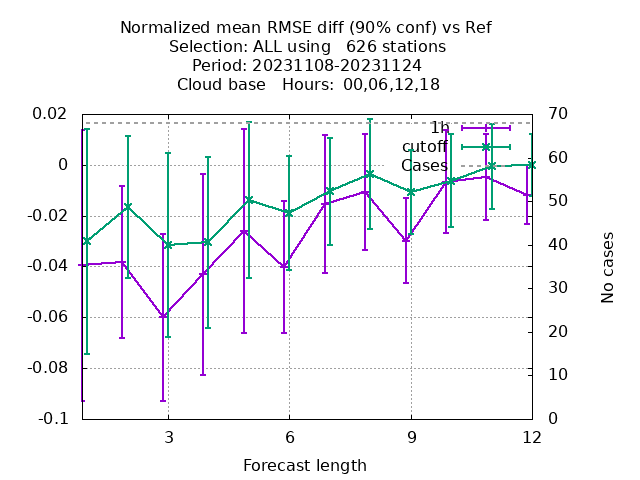 Normalized mean RMSE diff (90% conf) vs Ref
Selection: ALL using   626 stations
Period: 20231108-20231124
Cloud base   Hours:  00,06,12,18
0.02
0
-0.02
-0.04
-0.06
-0.08
-0.1
1h
cutoff
Cases
70
60
50
40
30
20
10
0
No cases
3
6
9
12
Forecast length